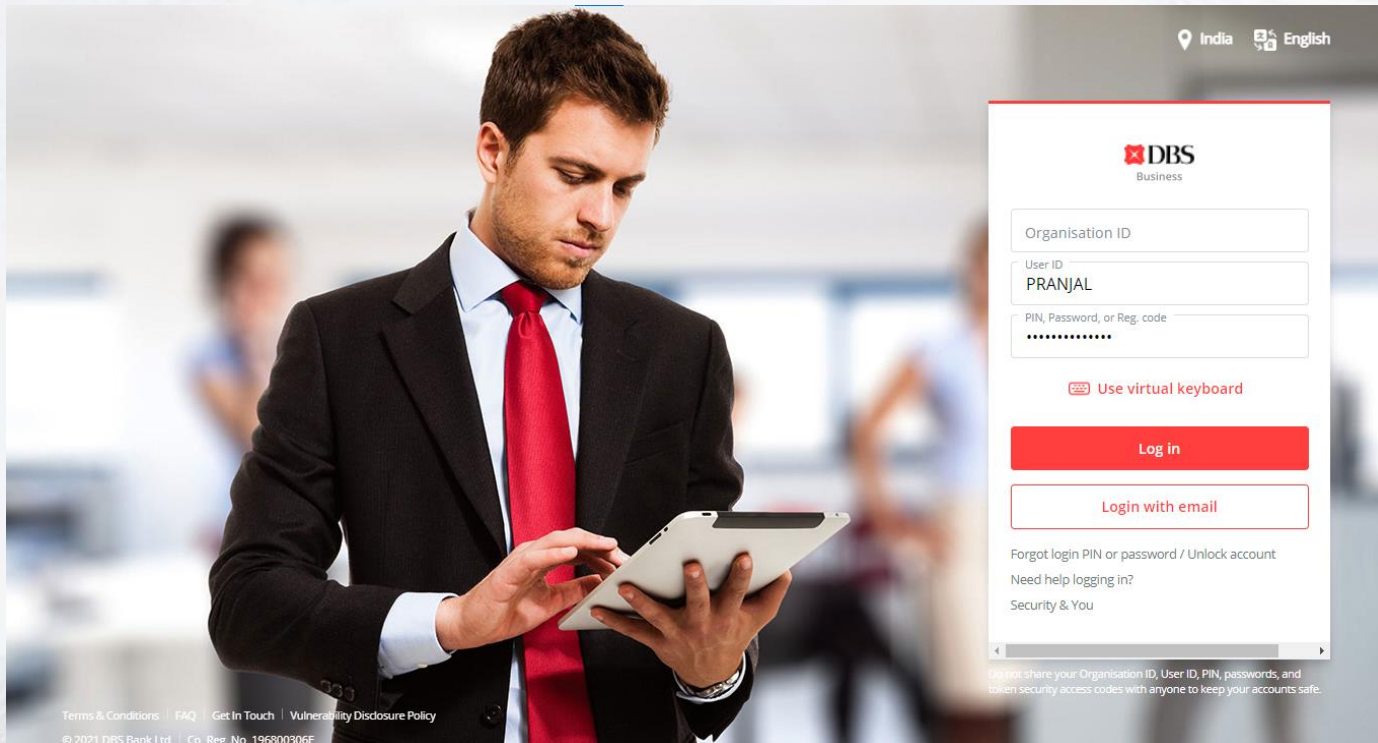 India English
DBS
Business
Organisation ID
User ID
PRANJAL
PIN, Password, or Reg. code
••••••••••••••
Use virtual keyboard
Log in
Login with email
Forgot login PIN or password / Unlock account
Need help logging in?
Security & You
Do not share your Organisation ID, User ID, PIN, passwords, and
token security access codes with anyone to keep your accounts safe.
Terms & Conditions | FAQ | Get In Touch | Vulnerability Disclosure Policy
© 2021 DBS Bank Ltd | Co. Reg. No. 196800306E